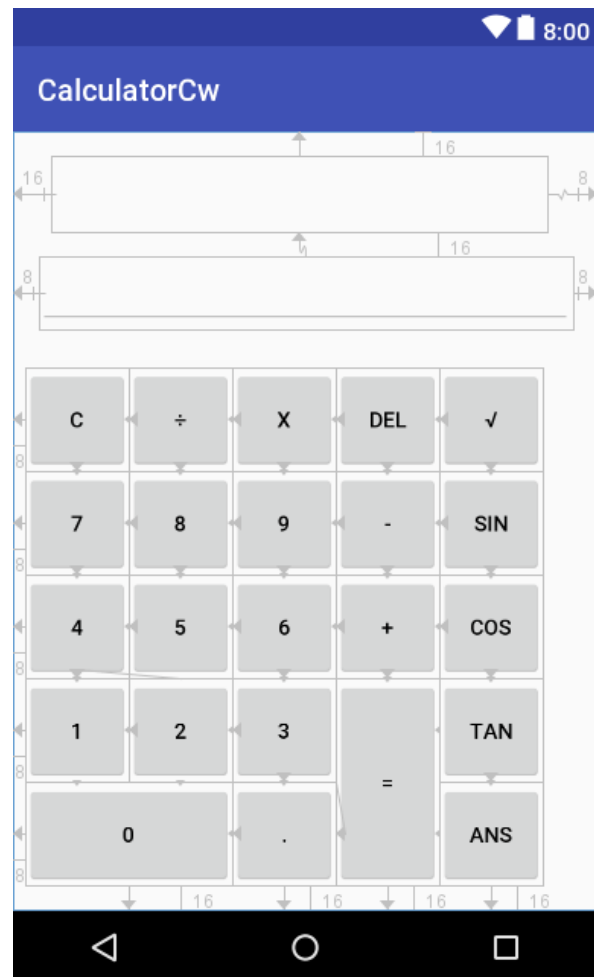 8:00
CalculatorCw
16
16 8
16
8 8
C ÷ X DEL √
8
7 8 9 - SIN
8
4 5 6 + COS
8
1 2 3 TAN
8
=
0 . ANS
8
16 16 16 16